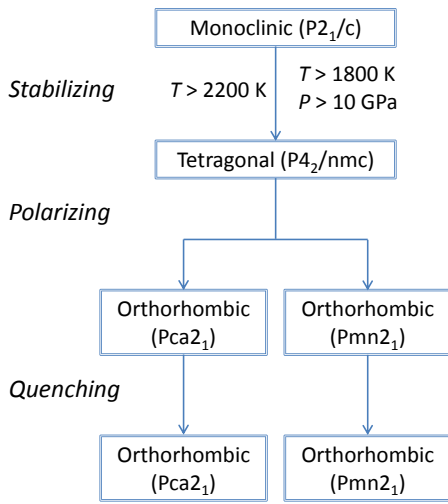 Monoclinic (P2₁/c)
Stabilizing
T > 2200 K
T > 1800 K
P > 10 GPa
Tetragonal (P4₂/nmc)
Polarizing
Orthorhombic
(Pca2₁)
Orthorhombic
(Pmn2₁)
Quenching
Orthorhombic
(Pca2₁)
Orthorhombic
(Pmn2₁)